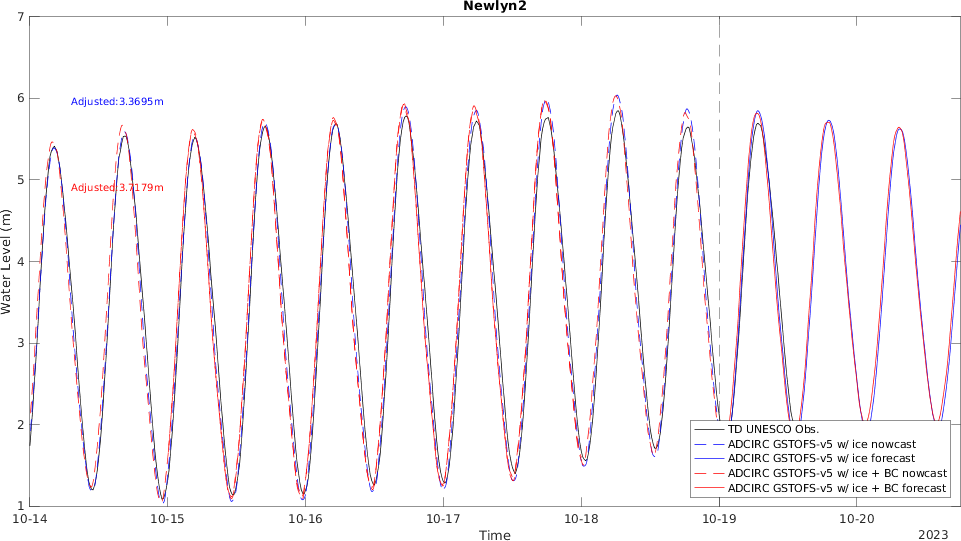 Newlyn2
7
6
5
4
3
2
1
Water Level (m)
Adjusted:3.3695m
Adjusted:3.7179m
TD UNESCO Obs.
ADCIRC GSTOFS-v5 w/ ice nowcast
ADCIRC GSTOFS-v5 w/ ice forecast
ADCIRC GSTOFS-v5 w/ ice + BC nowcast
ADCIRC GSTOFS-v5 w/ ice + BC forecast
10-14 10-15 10-16 10-17 10-18 10-19 10-20
Time
2023